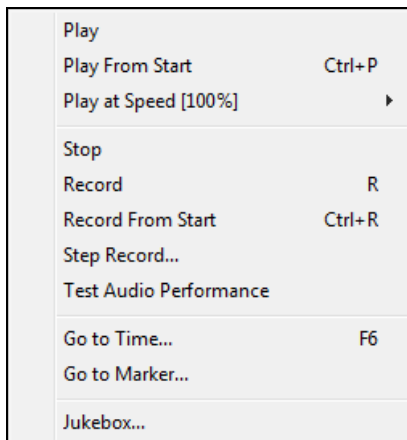 Play
Play From Start Ctrl+P
Play at Speed [100%]
Stop
Record R
Record From Start Ctrl+R
Step Record...
Test Audio Performance
Go to Time... F6
Go to Marker...
Jukebox...